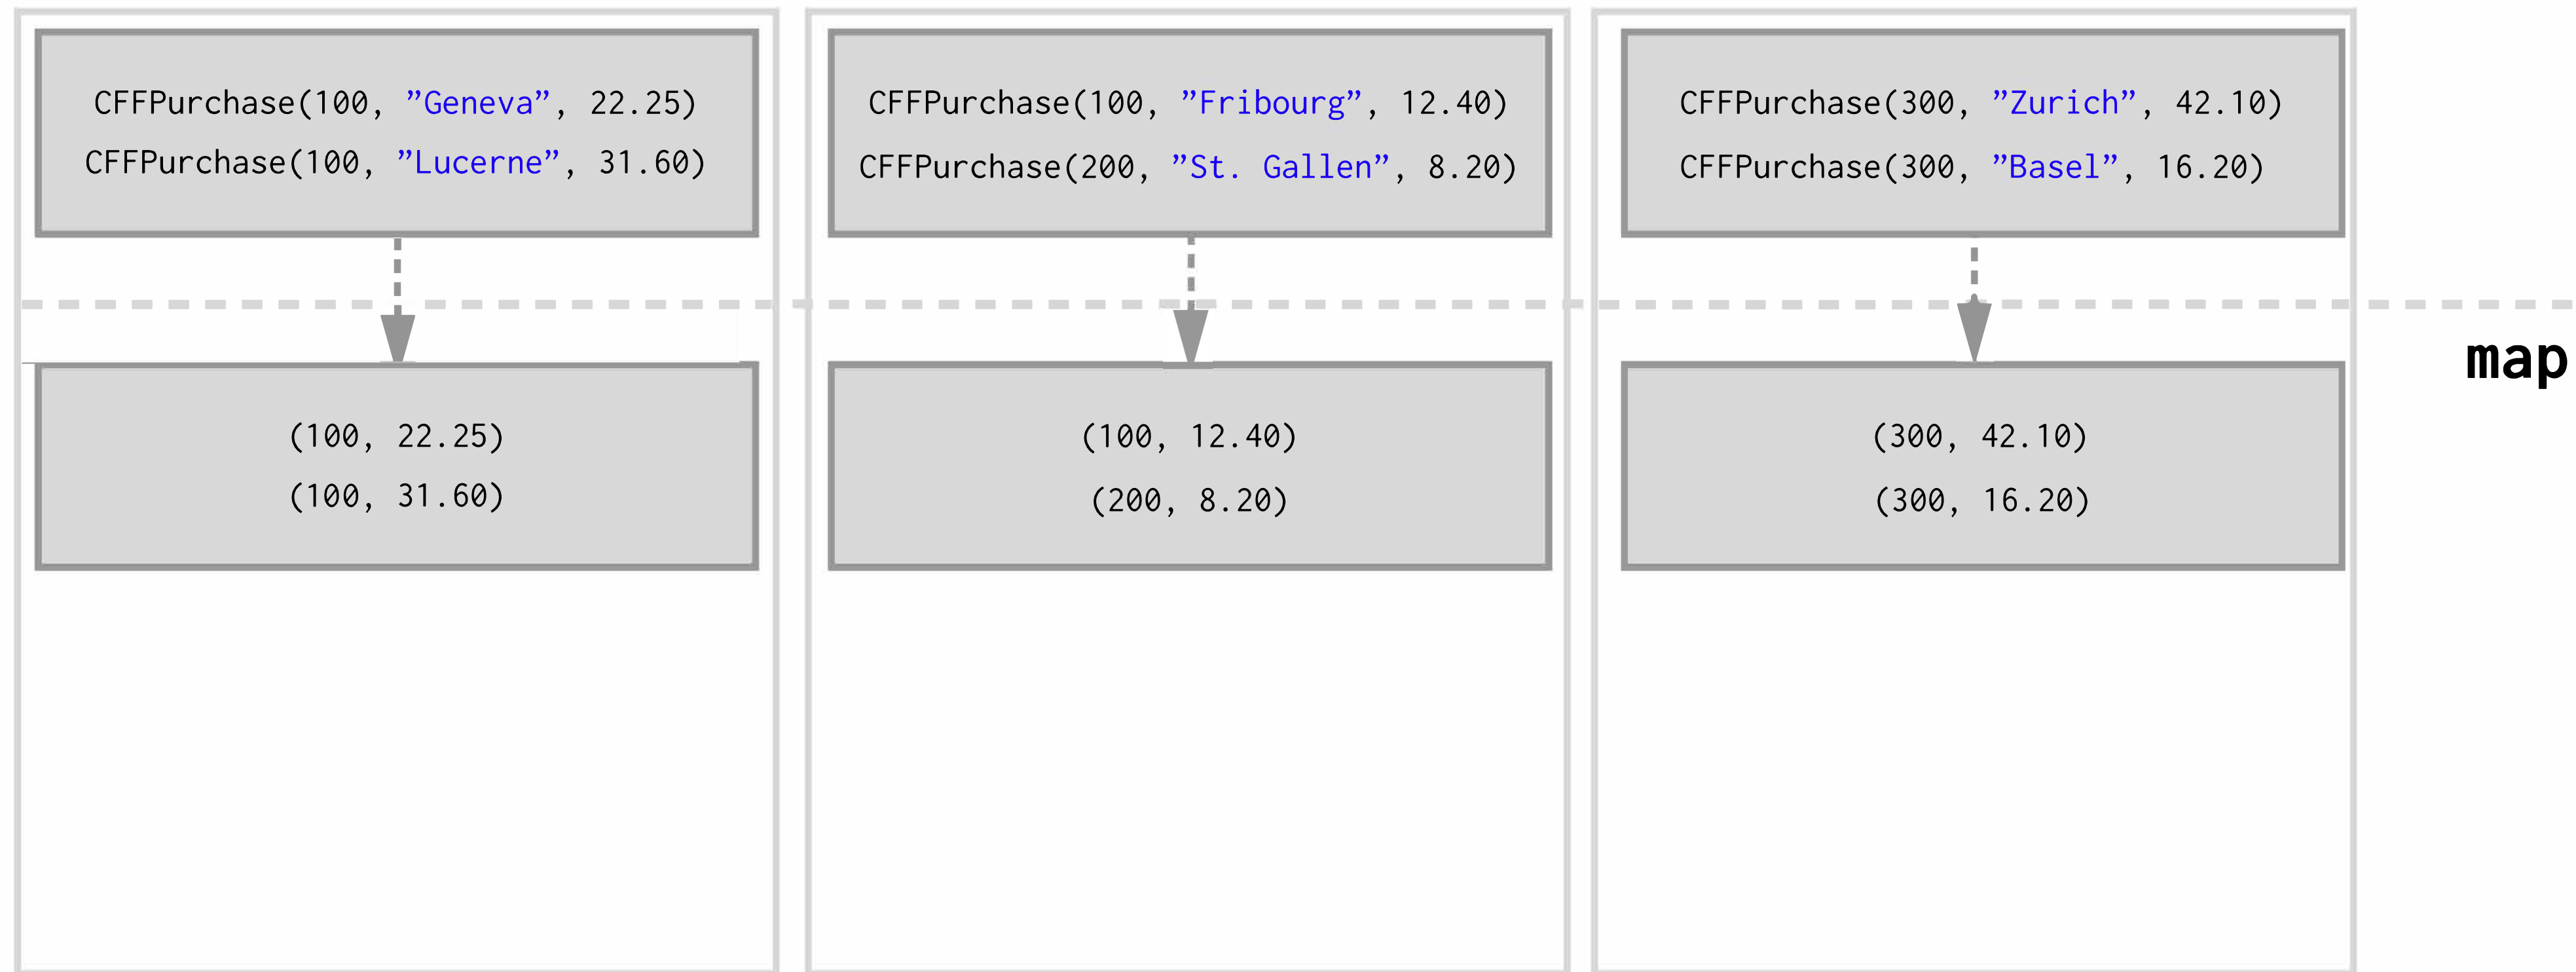 CFFPurchase(100, ”Geneva”, 22.25)
CFFPurchase(100, ”Lucerne”, 31.60)
CFFPurchase(100, ”Fribourg”, 12.40)
CFFPurchase(200, ”St. Gallen”, 8.20)
CFFPurchase(300, ”Zurich”, 42.10)
CFFPurchase(300, ”Basel”, 16.20)
map
(100, 22.25)
(100, 31.60)
(100, 12.40)
(200, 8.20)
(300, 42.10)
(300, 16.20)